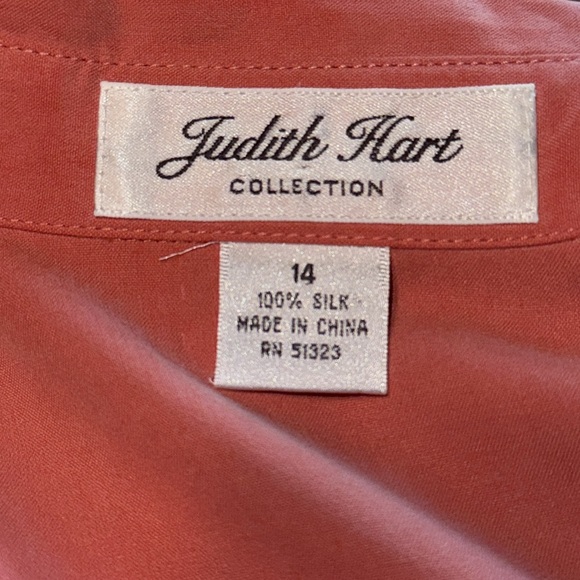 Judith Hart
COLLECTION
14
100% SILK
MADE IN CHINA
RN 51323